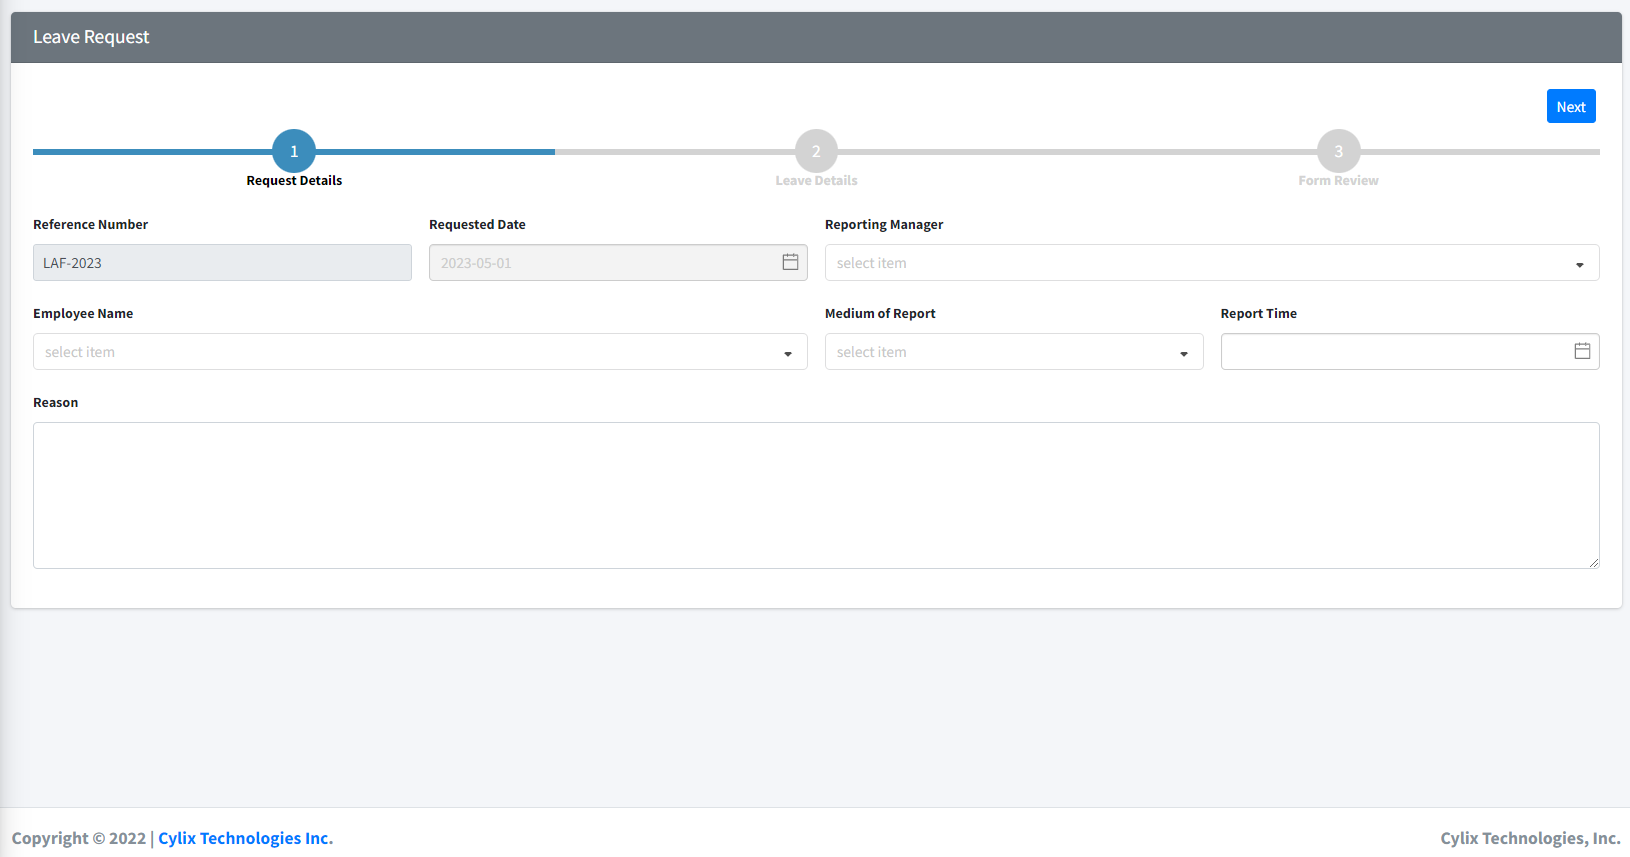 Leave Request
Next
1 2 3
Request Details Leave Details Form Review
Reference Number Requested Date Reporting Manager
LAF-2023 2023-05-01 select item
Employee Name Medium of Report Report Time
select item select item
Reason
Copyright © 2022 | Cylix Technologies Inc. Cylix Technologies, Inc.